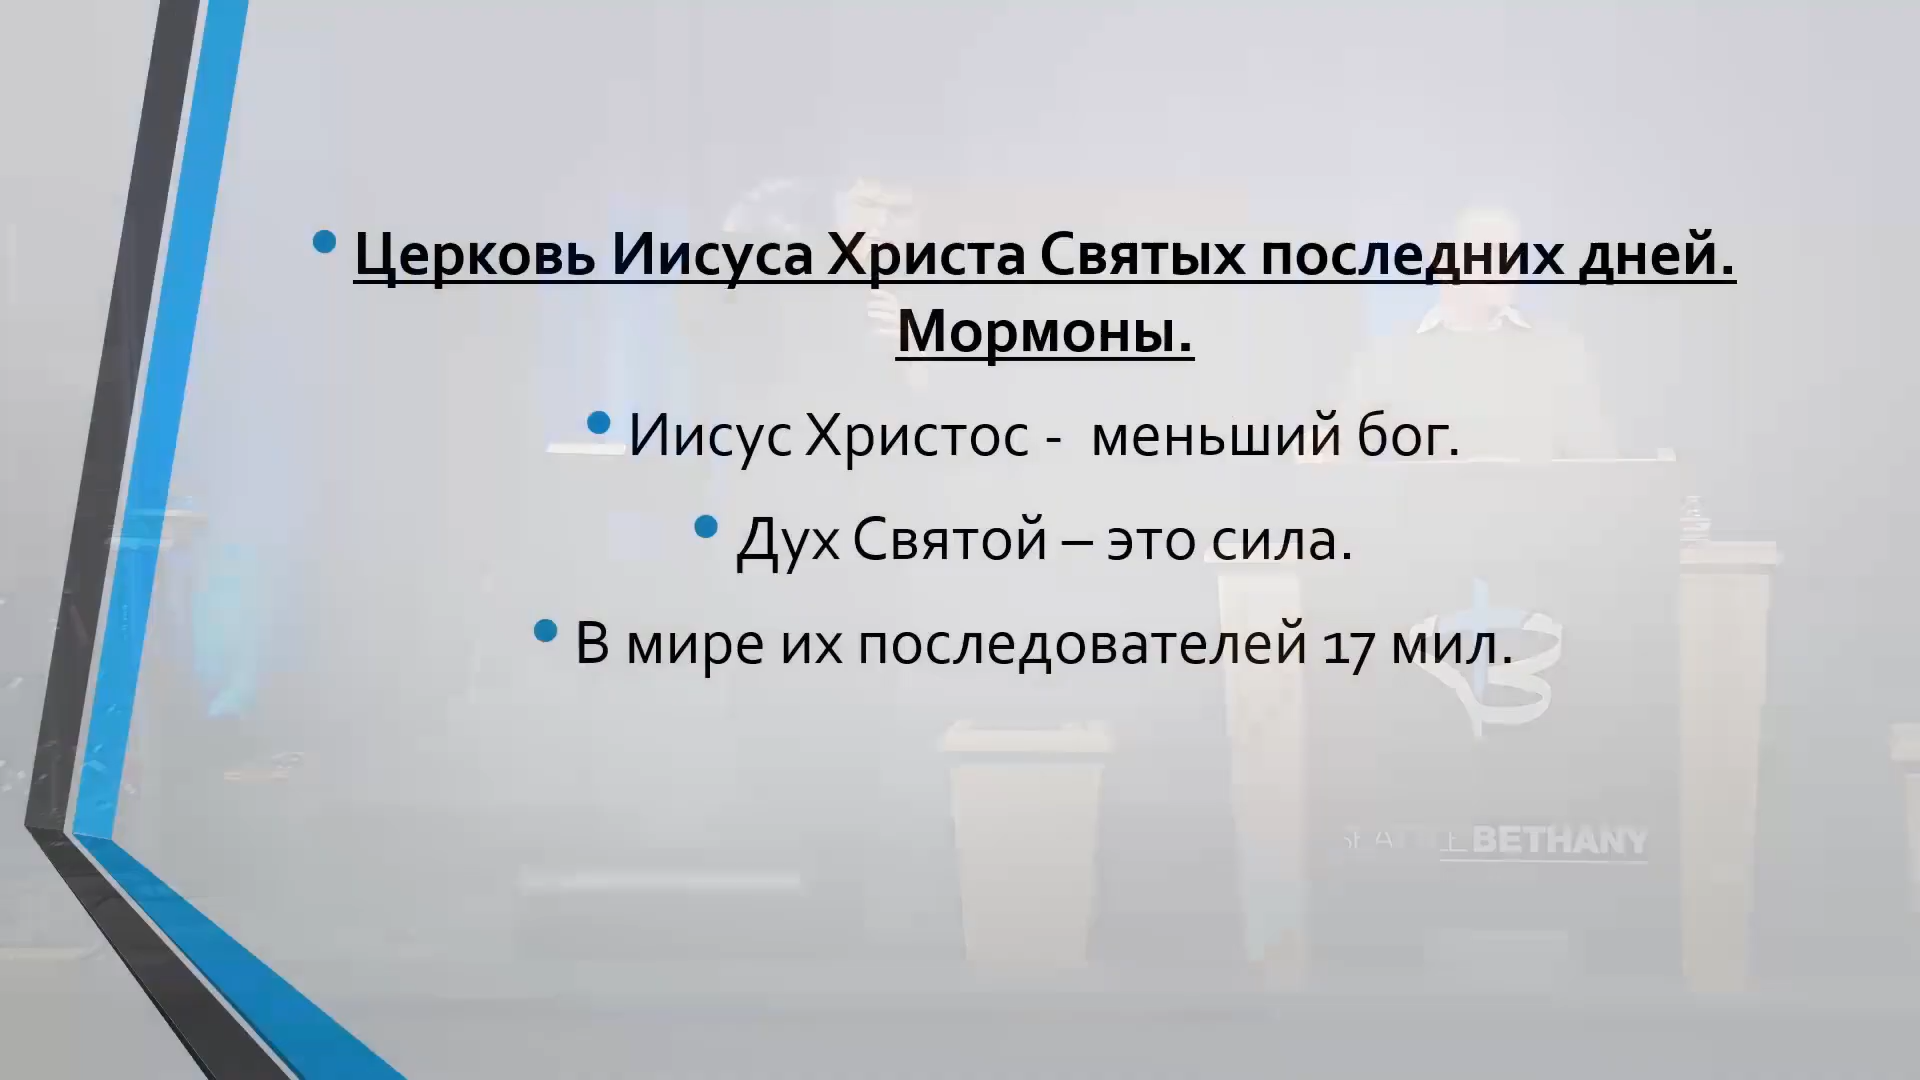 Церковь Иисуса Христа Святых последних дней.
Мормоны.
Иисус Христос -  меньший бог.
Дух Святой – это сила.
В мире их последователей 17 мил.
BETHANY